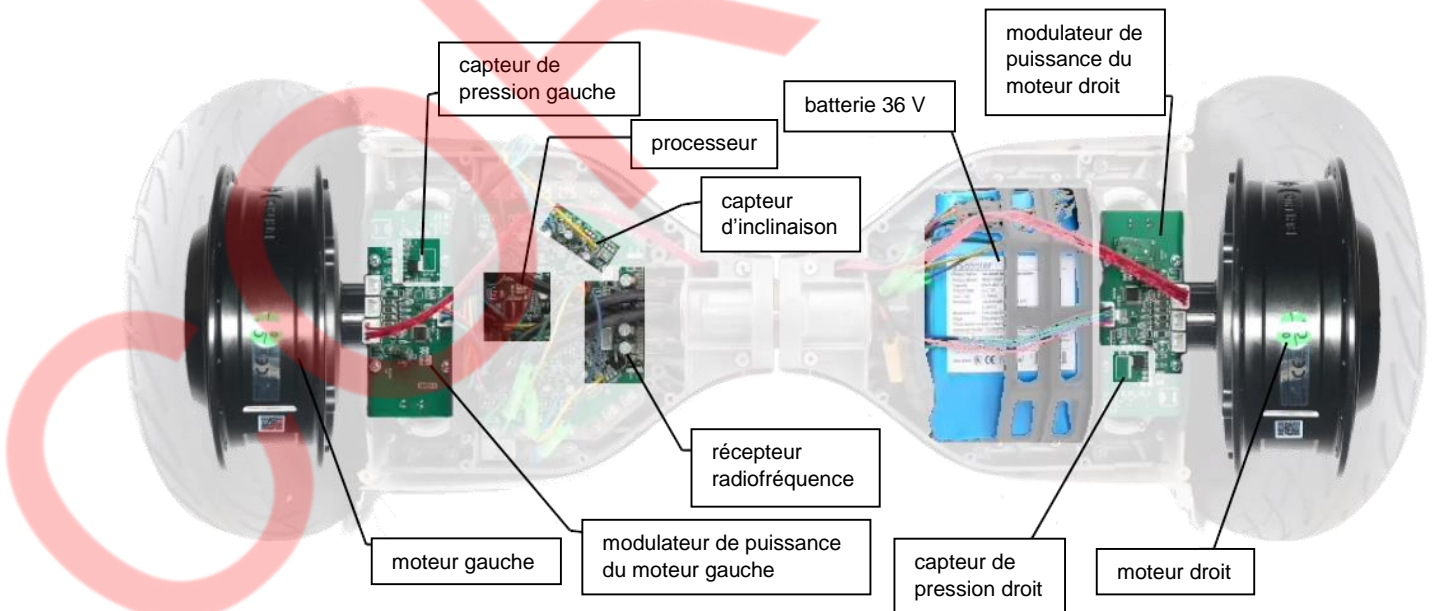 modulateur de
puissance du
moteur droit
capteur de
pression gauche
batterie 36 V
processeur
capteur
d’inclinaison
récepteur
radiofréquence
modulateur de puissance
du moteur gauche
moteur gauche
capteur de
pression droit
moteur droit